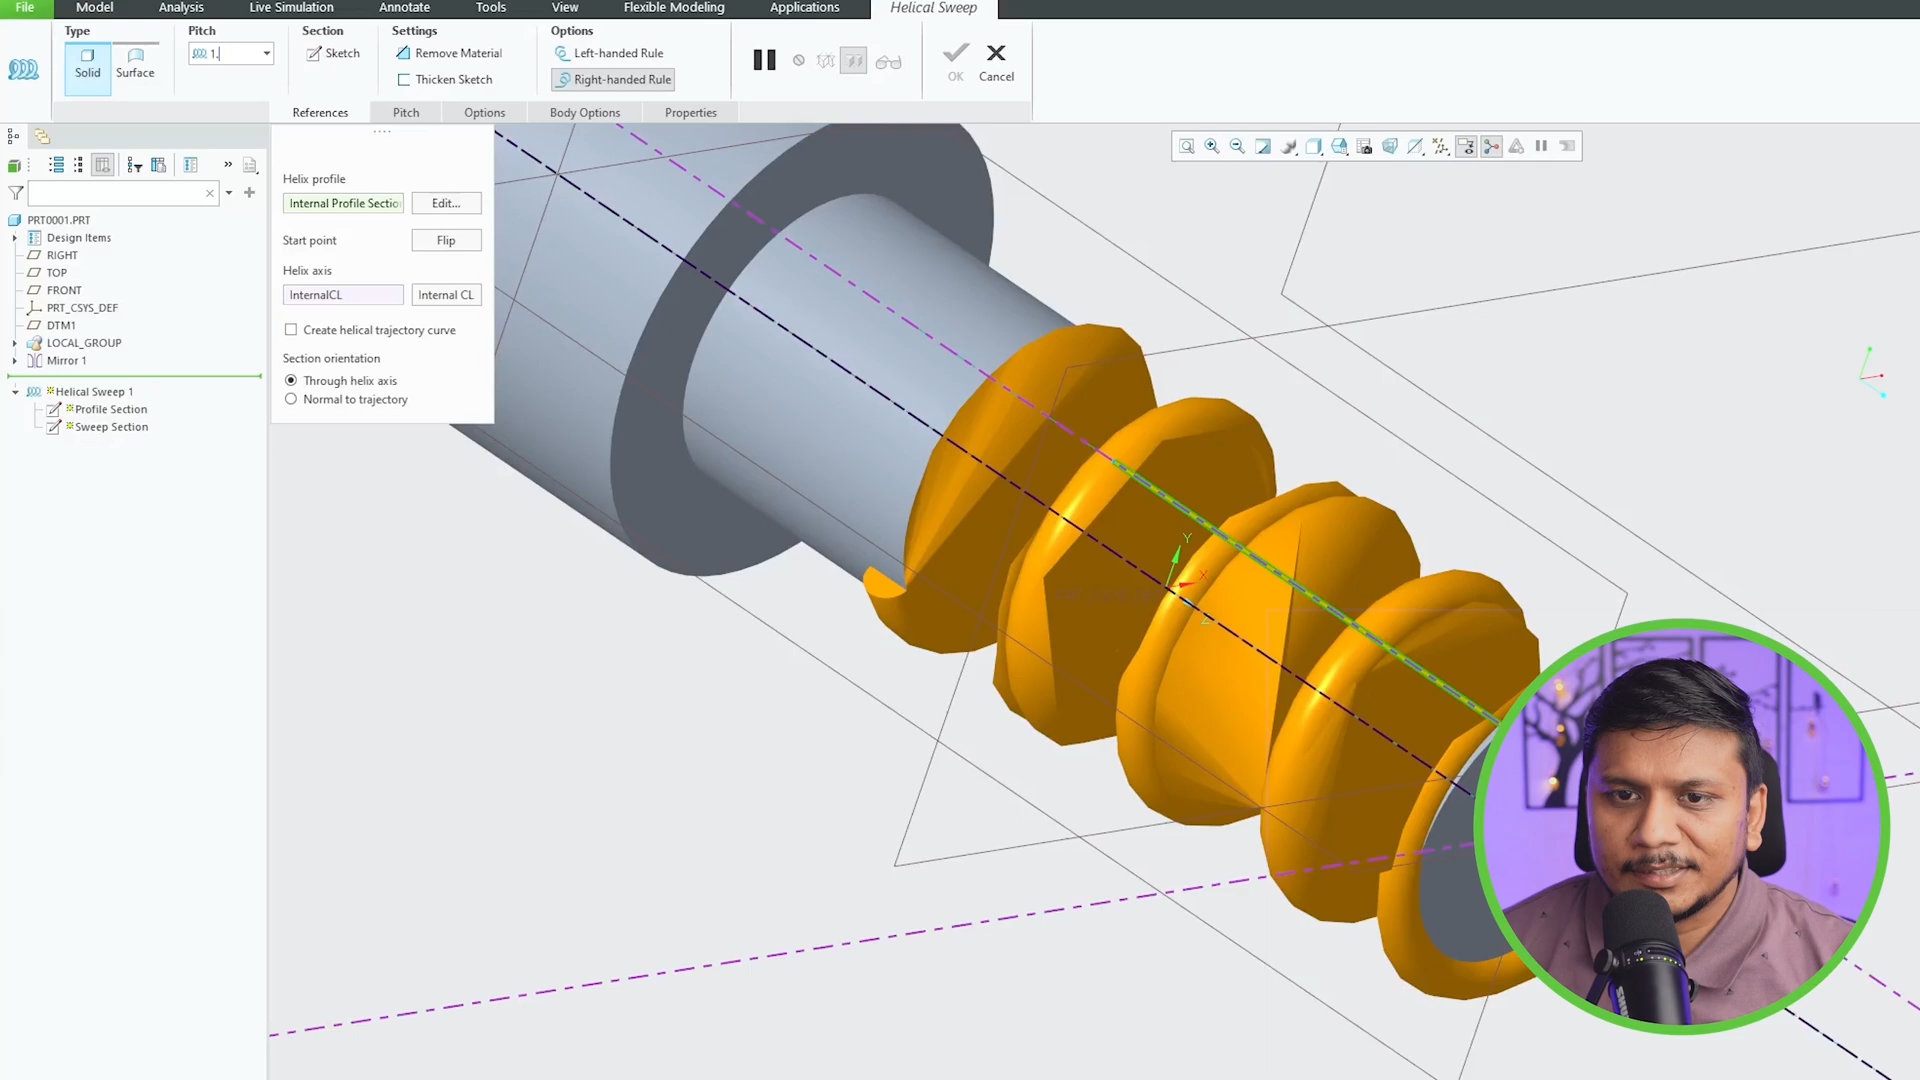 File Model Analysis Live Simulation Annotate Tools View Flexible Modeling Applications Helical Sweep
Type Pitch Section Settings Options
1.
Solid
Surface
Sketch
Remove Material
Thicken Sketch
Left-handed Rule
Right-handed Rule
OK
Cancel
References Pitch Options Body Options Properties
PRT0001.PRT
Design Items
RIGHT
TOP
FRONT
PRT_CSYS_DEF
DTM1
LOCAL_GROUP
Mirror 1
Helical Sweep 1
Profile Section
Sweep Section
Helix profile
Internal Profile Sectio
Edit...
Start point
Flip
Helix axis
InternalCL
Internal CL
Create helical trajectory curve
Section orientation
Through helix axis
Normal to trajectory
Y
X
Z